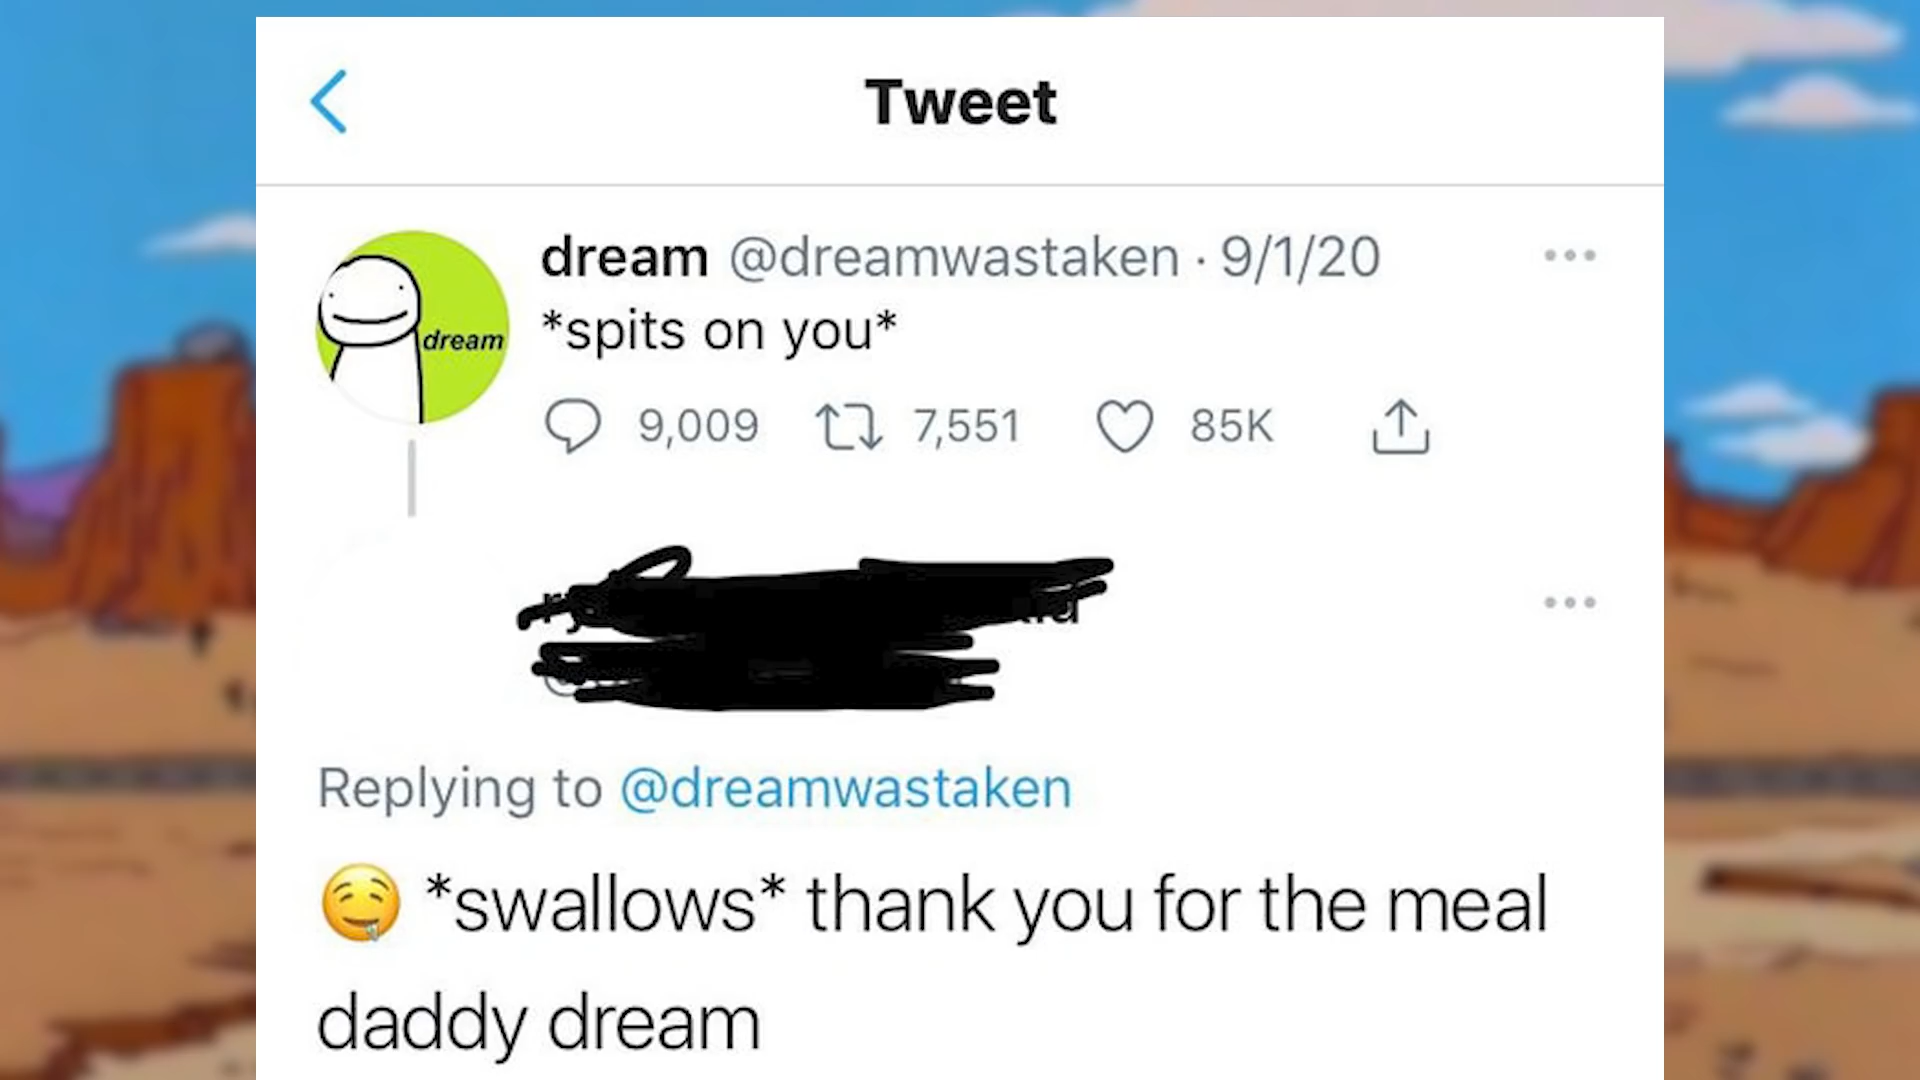 Tweet
dream @dreamwastaken · 9/1/20
*spits on you*
dream
9,009 7,551 85K
Replying to @dreamwastaken
🤤 *swallows* thank you for the meal
daddy dream